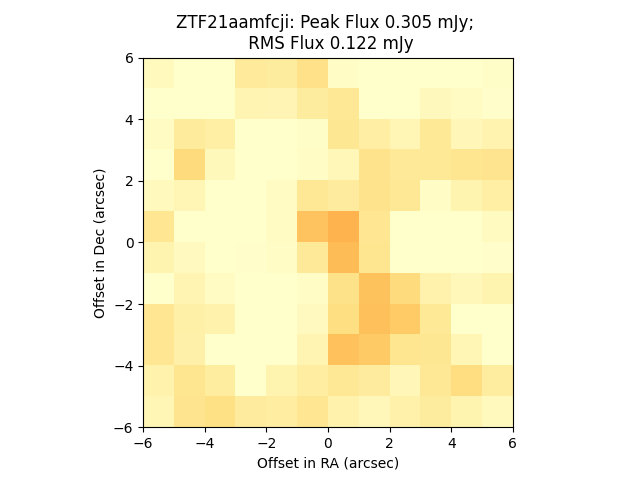 ZTF21aamfcji: Peak Flux 0.305 mJy;
RMS Flux 0.122 mJy
6
4
2
0
−2
−4
−6
Offset in Dec (arcsec)
−6 −4 −2 0 2 4 6
Offset in RA (arcsec)